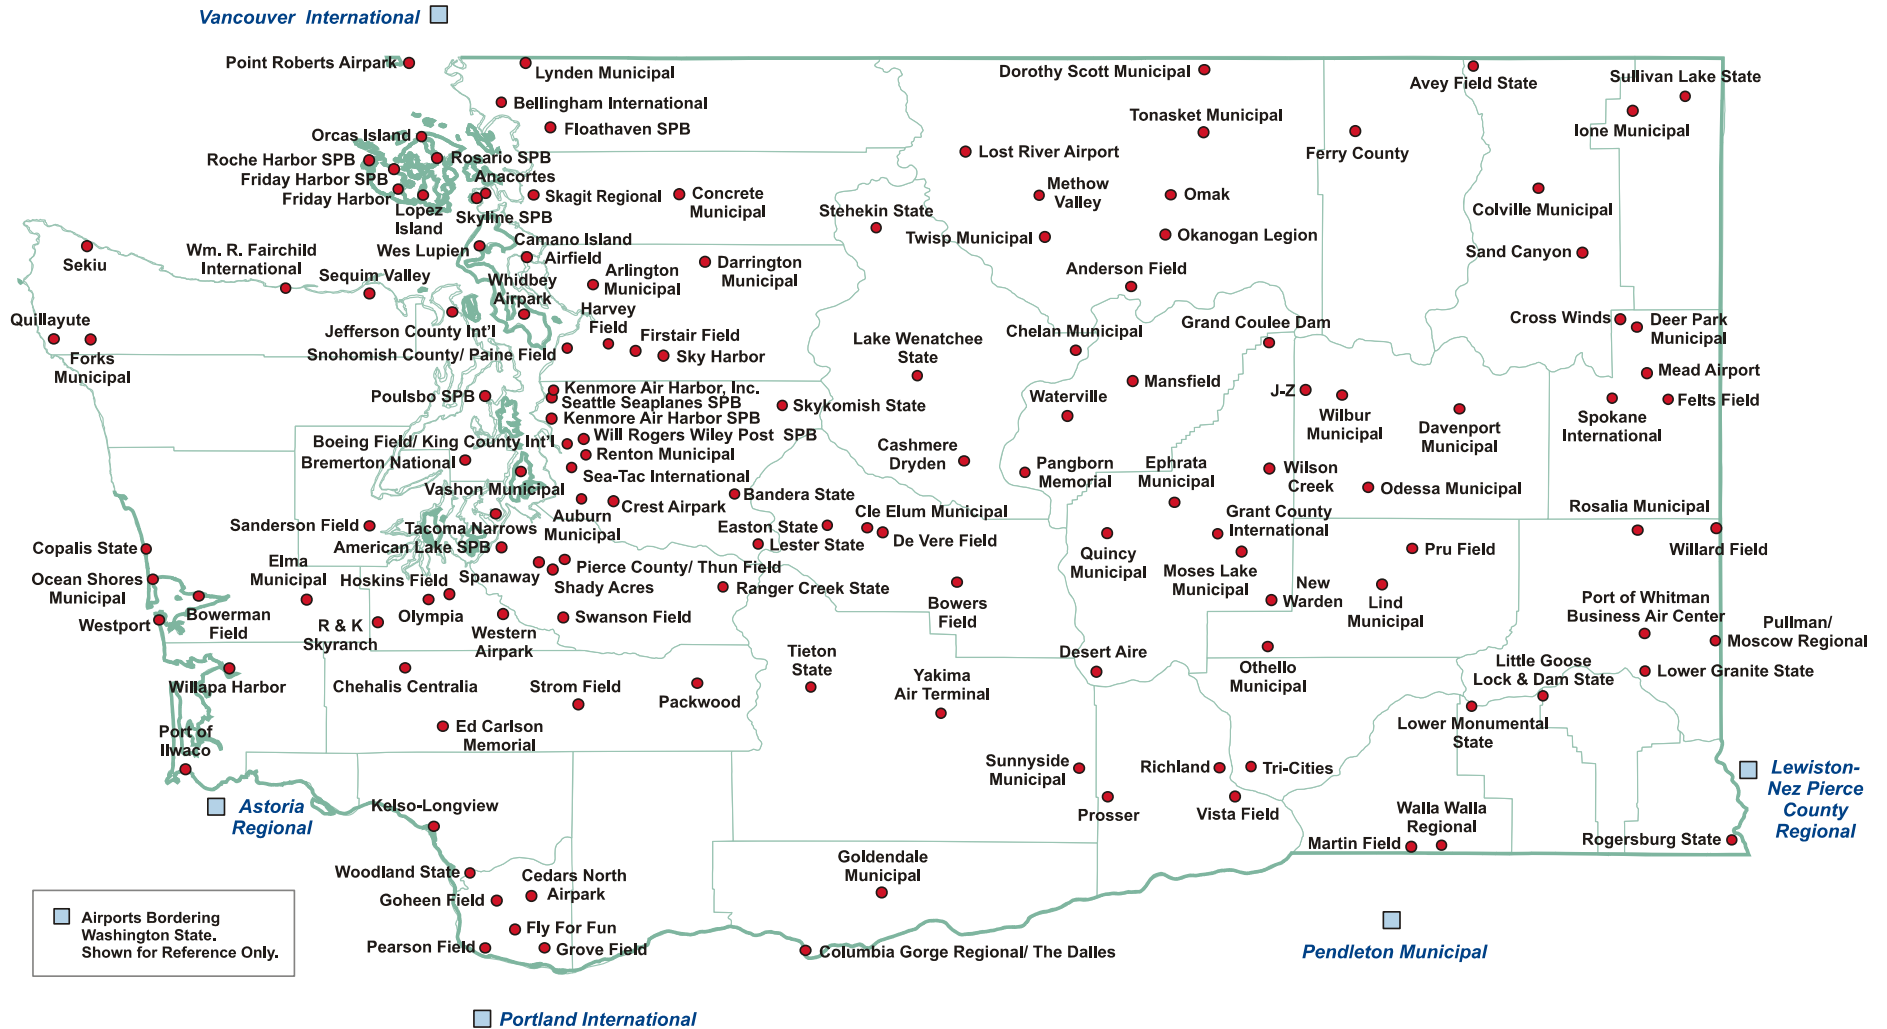 Vancouver International
Point Roberts Airpark
Lynden Municipal
Dorothy Scott Municipal
Avey Field State
Sullivan Lake State
Bellingham International
Tonasket Municipal
Ione Municipal
Floathaven SPB
Orcas Island
Lost River Airport
Ferry County
Roche Harbor SPB
Rosario SPB
Friday Harbor SPB
Anacortes
Friday Harbor
Skagit Regional
Concrete
Municipal
Methow
Valley
Omak
Colville Municipal
Lopez
Island
Skyline SPB
Stehekin State
Twisp Municipal
Okanogan Legion
Sand Canyon
Sekiu
Wm. R. Fairchild
International
Wes Lupien
Camano Island
Airfield
Sequim Valley
Whidbey
Airpark
Arlington
Municipal
Darrington
Municipal
Anderson Field
Quillayute
Forks
Municipal
Jefferson County Int'l
Harvey
Field
Firstair Field
Sky Harbor
Snohomish County/ Paine Field
Lake Wenatchee
State
Chelan Municipal
Grand Coulee Dam
Cross Winds
Deer Park
Municipal
Mead Airport
Kenmore Air Harbor, Inc.
Seattle Seaplanes SPB
Kenmore Air Harbor SPB
Poulsbo SPB
Skykomish State
Mansfield
Waterville
J-Z
Wilbur
Municipal
Davenport
Municipal
Spokane
International
Felts Field
Boeing Field/ King County Int'l
Will Rogers Wiley Post SPB
Renton Municipal
Bremerton National
Sea-Tac International
Vashon Municipal
Cashmere
Dryden
Pangborn
Memorial
Ephrata
Municipal
Wilson
Creek
Odessa Municipal
Rosalia Municipal
Willard Field
Sanderson Field
Tacoma Narrows
Auburn
Municipal
Crest Airpark
Bandera State
Easton State
Cle Elum Municipal
De Vere Field
Lester State
Grant County
International
Quincy
Municipal
Moses Lake
Municipal
Pru Field
Copalis State
American Lake SPB
Ocean Shores
Municipal
Elma
Municipal
Hoskins Field
Spanaway
Pierce County/ Thun Field
Shady Acres
Ranger Creek State
Bowers
Field
New
Warden
Lind
Municipal
Port of Whitman
Business Air Center
Pullman/
Moscow Regional
Westport
Bowerman
Field
R & K
Skyranch
Olympia
Western
Airpark
Swanson Field
Willapa Harbor
Chehalis Centralia
Strom Field
Packwood
Tieton
State
Yakima
Air Terminal
Desert Aire
Othello
Municipal
Little Goose
Lock & Dam State
Lower Granite State
Lower Monumental
State
Port of
Ilwaco
Ed Carlson
Memorial
Sunnyside
Municipal
Richland
Tri-Cities
Lewiston-
Nez Pierce
County
Regional
Astoria
Regional
Kelso-Longview
Prosser
Vista Field
Walla Walla
Regional
Martin Field
Rogersburg State
Woodland State
Goheen Field
Cedars North
Airpark
Goldendale
Municipal
Airports Bordering
Washington State.
Shown for Reference Only.
Fly For Fun
Pearson Field
Grove Field
Columbia Gorge Regional/ The Dalles
Pendleton Municipal
Portland International